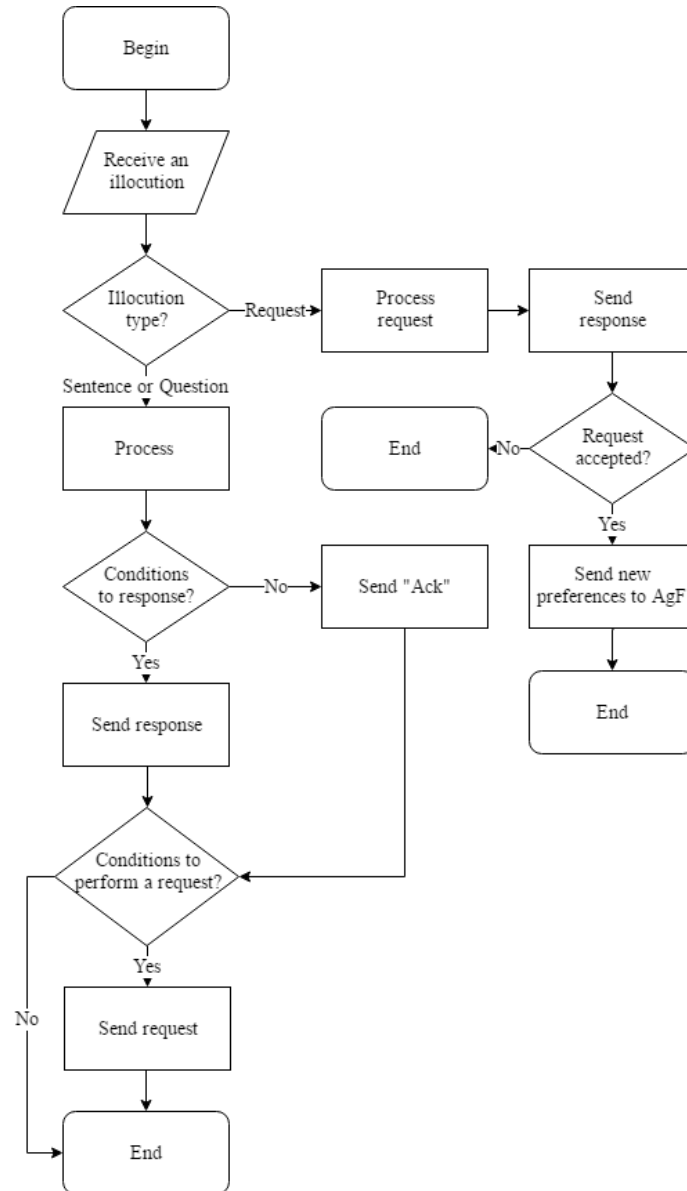 Begin
Receive an
illocution
Illocution
type?
Request
Process
request
Send
response
Sentence or Question
Process
End
No
Request
accepted?
Yes
Conditions
to response?
No
Send "Ack"
Send new
preferences to AgF
Yes
Send response
End
Conditions to
perform a request?
Yes
No
Send request
End